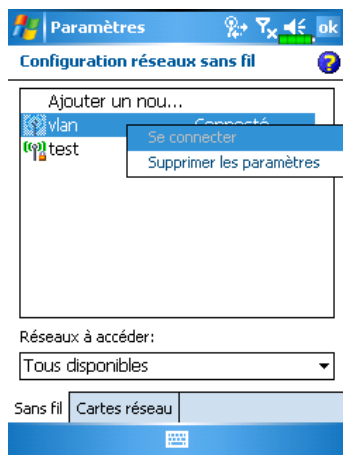 Paramètres ok
Configuration réseaux sans fil
Ajouter un nou...
vlan Connecté
Se connecter
test
Supprimer les paramètres
Réseaux à accéder:
Tous disponibles
Sans fil Cartes réseau